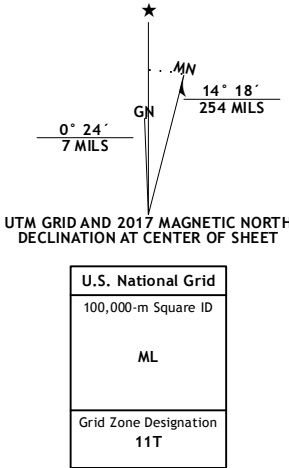 ★
MN
GN
14° 18´
254 MILS
0° 24´
7 MILS
UTM GRID AND 2017 MAGNETIC NORTH
DECLINATION AT CENTER OF SHEET
U.S. National Grid
100,000-m Square ID
ML
Grid Zone Designation
11T